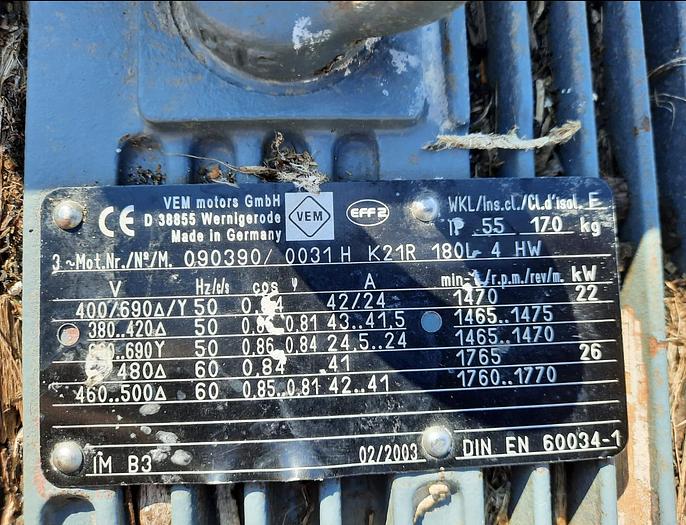 VEM motors GmbH
D 38855 Wernigerode
Made in Germany
VEM
EFF2
WKL/Ins.cl./Cl.d'isol. F
IP 55 170 kg
CE
3~Mot.Nr./Nº/M. 090390/ 0031 H K21R 180L 4 HW
V Hz/c/s cos φ A min⁻¹/r.p.m./rev/m. kW
400/690Δ/Y 50 42/24 1470 22
380..420Δ 50 0,81 43..41,5 1465..1475
..690Y 50 0,86..0,84 24,5..24 1465..1470
480Δ 60 0,84 41 1765 26
460..500Δ 60 0,85..0,81 42..41 1760..1770
IM B3 02/2003 DIN EN 60034-1